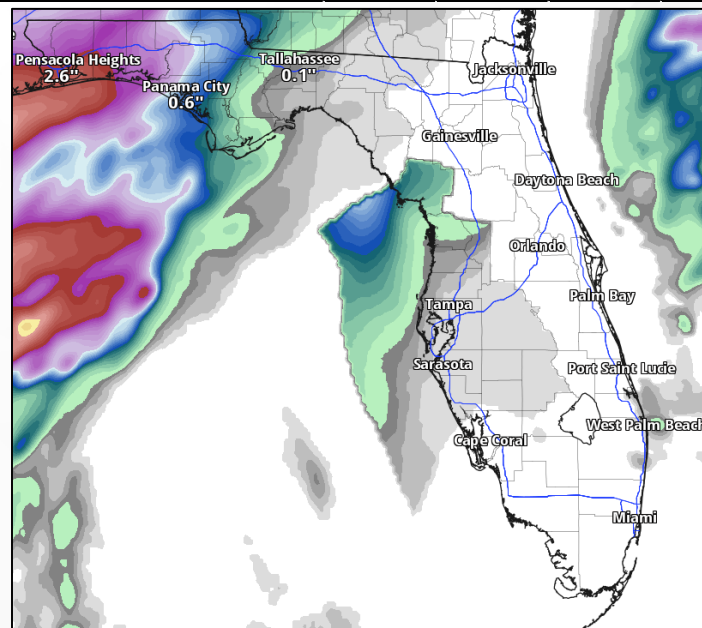 Pensacola Heights
2.6"
Panama City
0.6"
Tallahassee
0.1"
Jacksonville
Gainesville
Daytona Beach
Orlando
Palm Bay
Tampa
Sarasota
Port Saint Lucie
West Palm Beach
Cape Coral
Miami